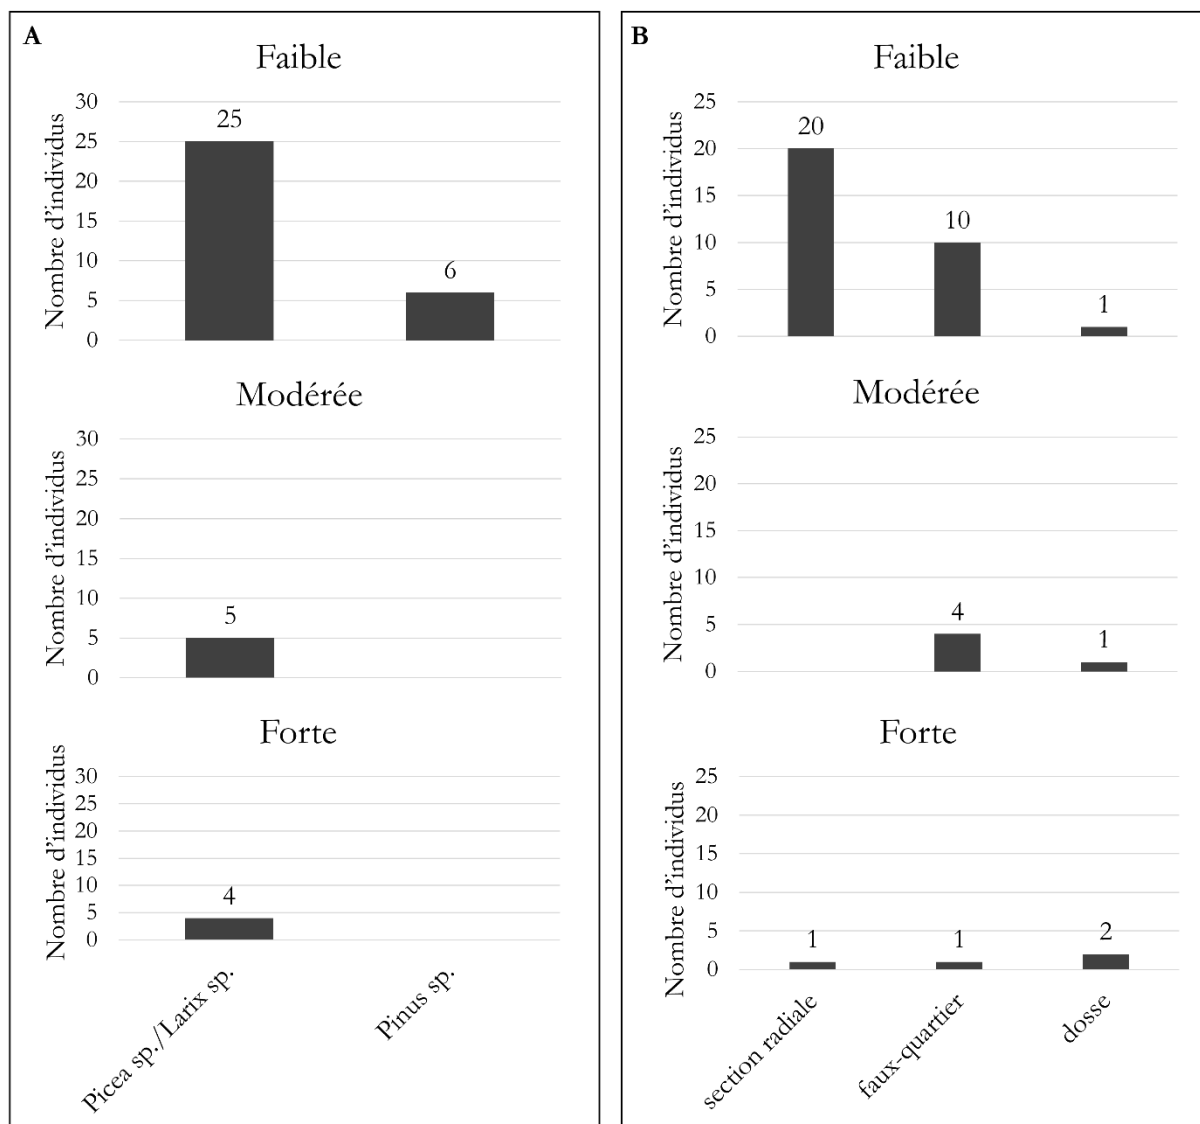 A
Faible
Nombre d'individus
30
25
20
15
10
5
0
25
6
Modérée
Nombre d'individus
30
25
20
15
10
5
0
5
Forte
Nombre d'individus
30
25
20
15
10
5
0
4
Picea sp./Larix sp.
Pinus sp.
B
Faible
Nombre d'individus
25
20
15
10
5
0
20
10
1
Modérée
Nombre d'individus
25
20
15
10
5
0
4
1
Forte
Nombre d'individus
25
20
15
10
5
0
1
1
2
section radiale
faux-quartier
dosse